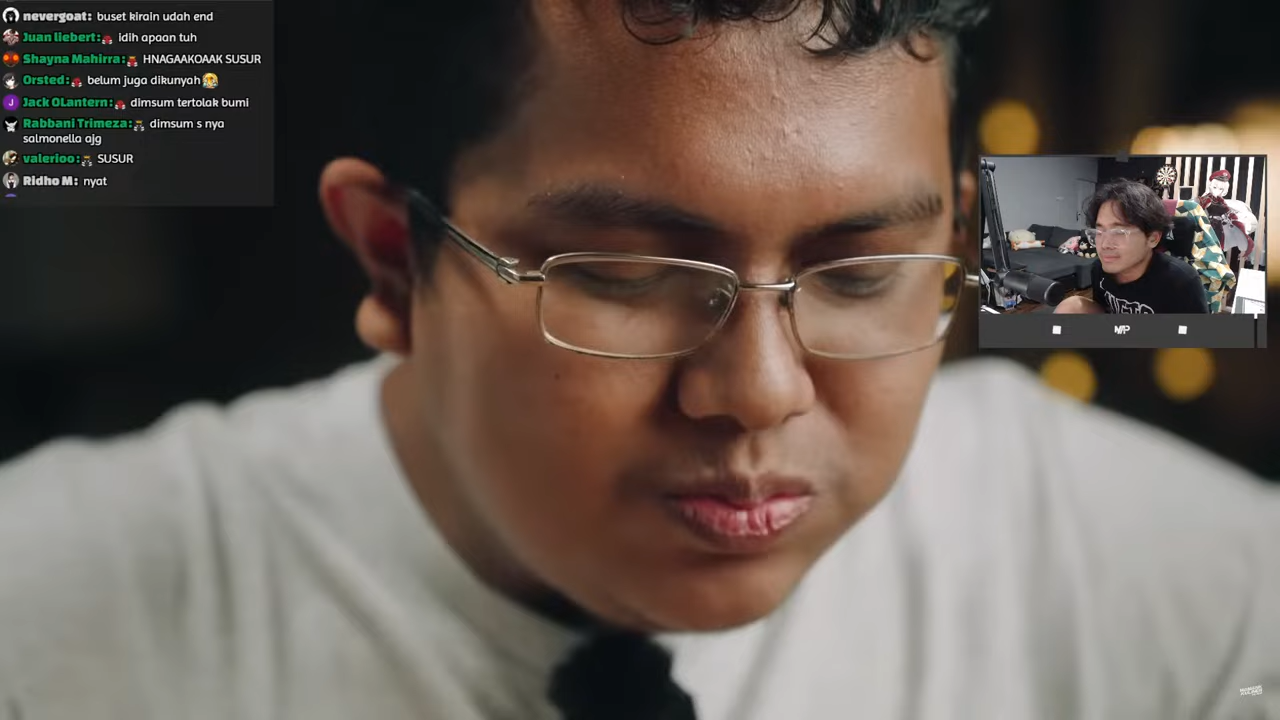 nevergoat: buset kirain udah end
Juan liebert: idih apaan tuh
Shayna Mahirra: HNAGAAKOAAK SUSUR
Orsted: belum juga dikunyah
Jack OLantern: dimsum tertolak bumi
J
Rabbani Trimeza: dimsum s nya
salmonella ajg
valerioo: SUSUR
Ridho M: nyat